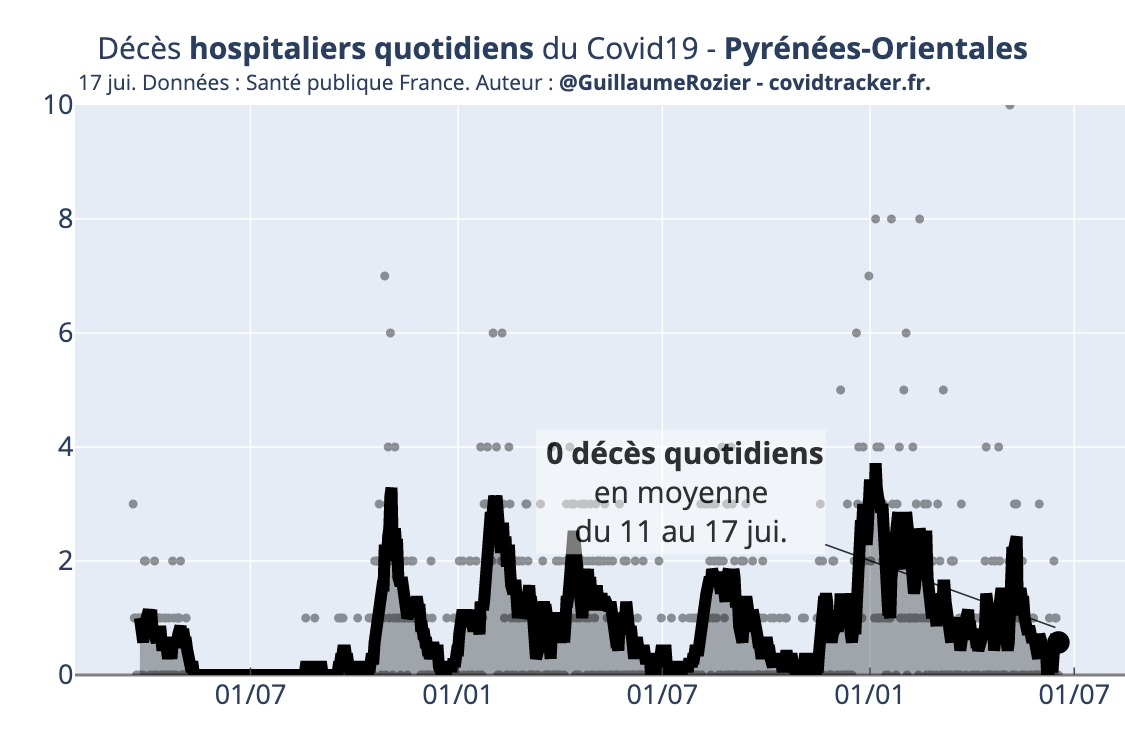 Décès hospitaliers quotidiens du Covid19 - Pyrénées-Orientales
17 jui. Données : Santé publique France. Auteur : @GuillaumeRozier - covidtracker.fr.
10
8
6
4
2
0
0 décès quotidiens
en moyenne
du 11 au 17 jui.
01/07
01/01
01/07
01/01
01/07